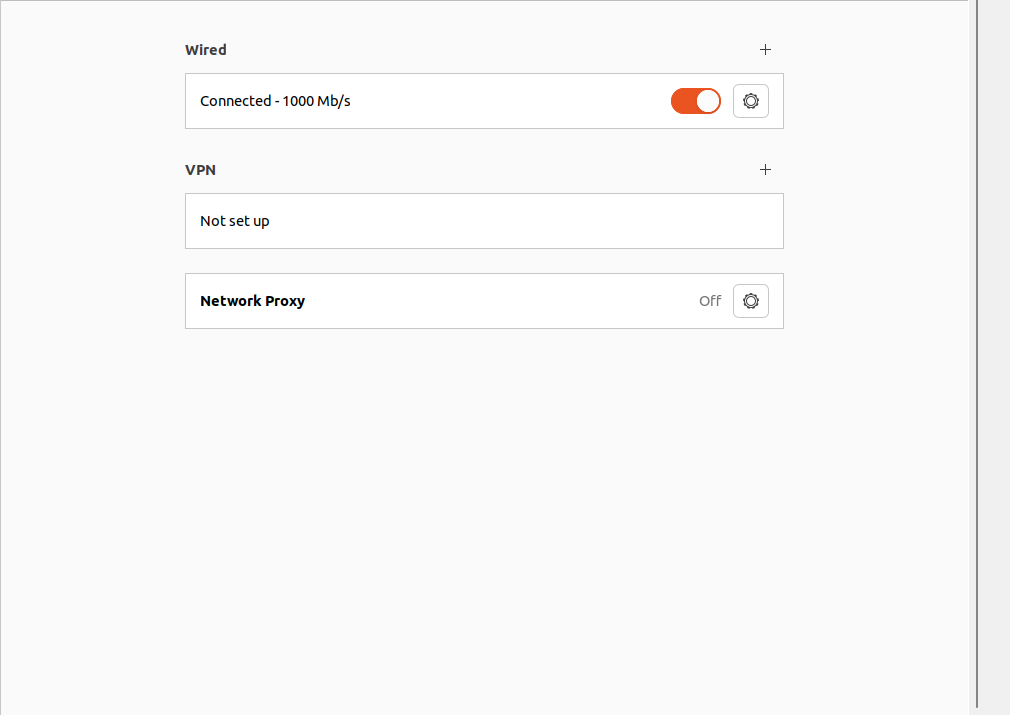 Wired
Connected - 1000 Mb/s
VPN
Not set up
Network Proxy Off